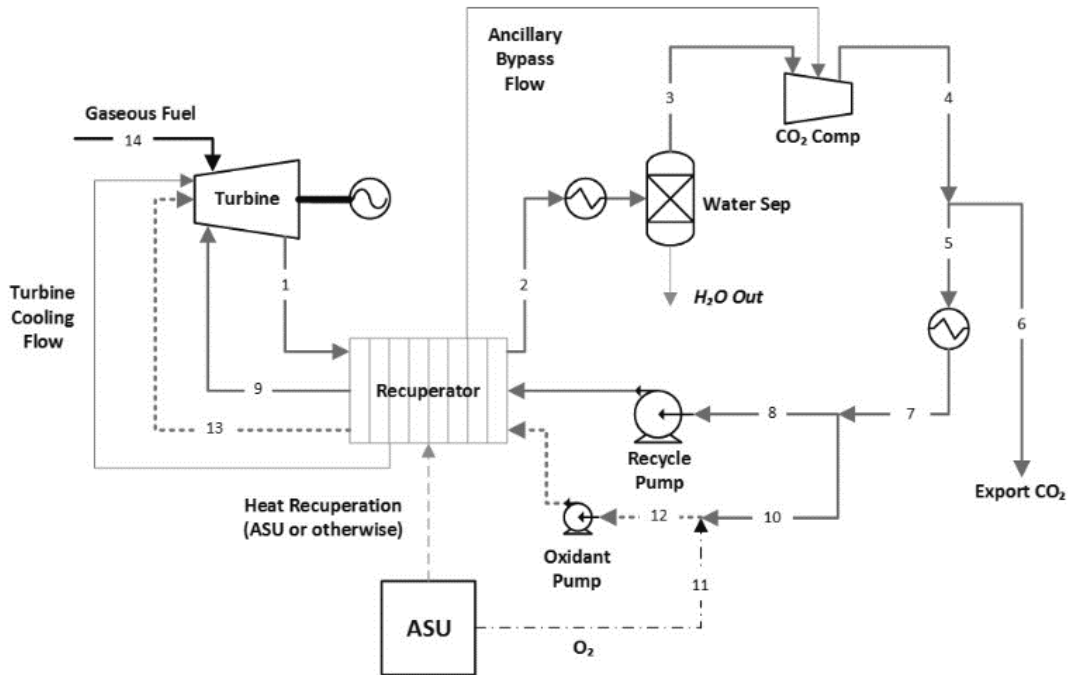 Ancillary
Bypass
Flow
3
4
Gaseous Fuel
14
CO₂ Comp
Turbine
Water Sep
5
1
2
H₂O Out
6
Turbine
Cooling
Flow
Recuperator
9
8
7
13
Recycle
Pump
Export CO₂
Heat Recuperation
(ASU or otherwise)
12
10
Oxidant
Pump
11
ASU
O₂